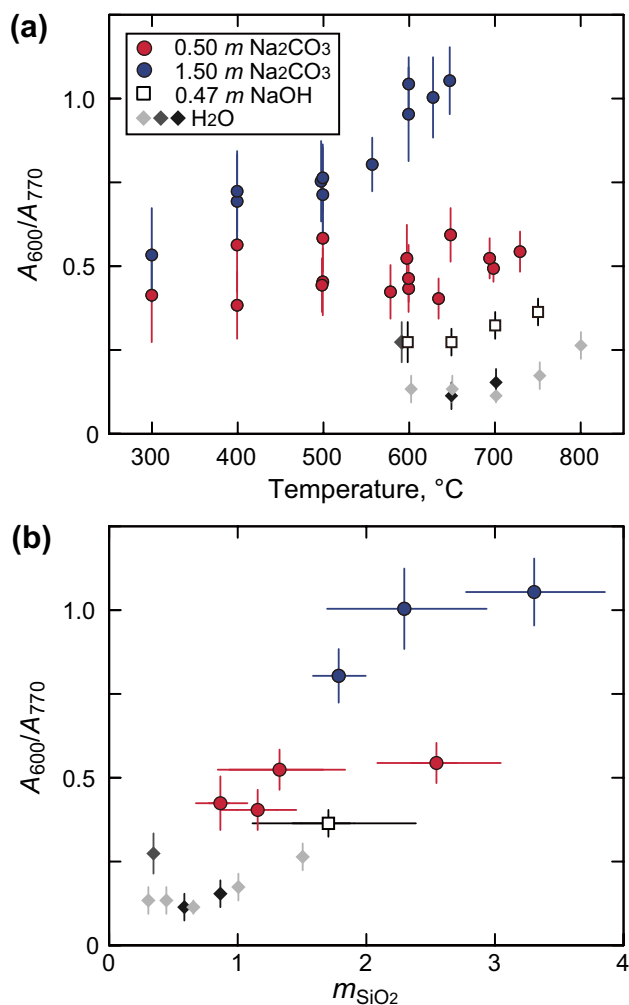 (a)
0.50 m Na2CO3
1.50 m Na2CO3
0.47 m NaOH
H2O
1.0
0.5
0
A600/A770
300 400 500 600 700 800
Temperature, °C
(b)
1.0
0.5
0
A600/A770
0 1 2 3 4
mSiO2